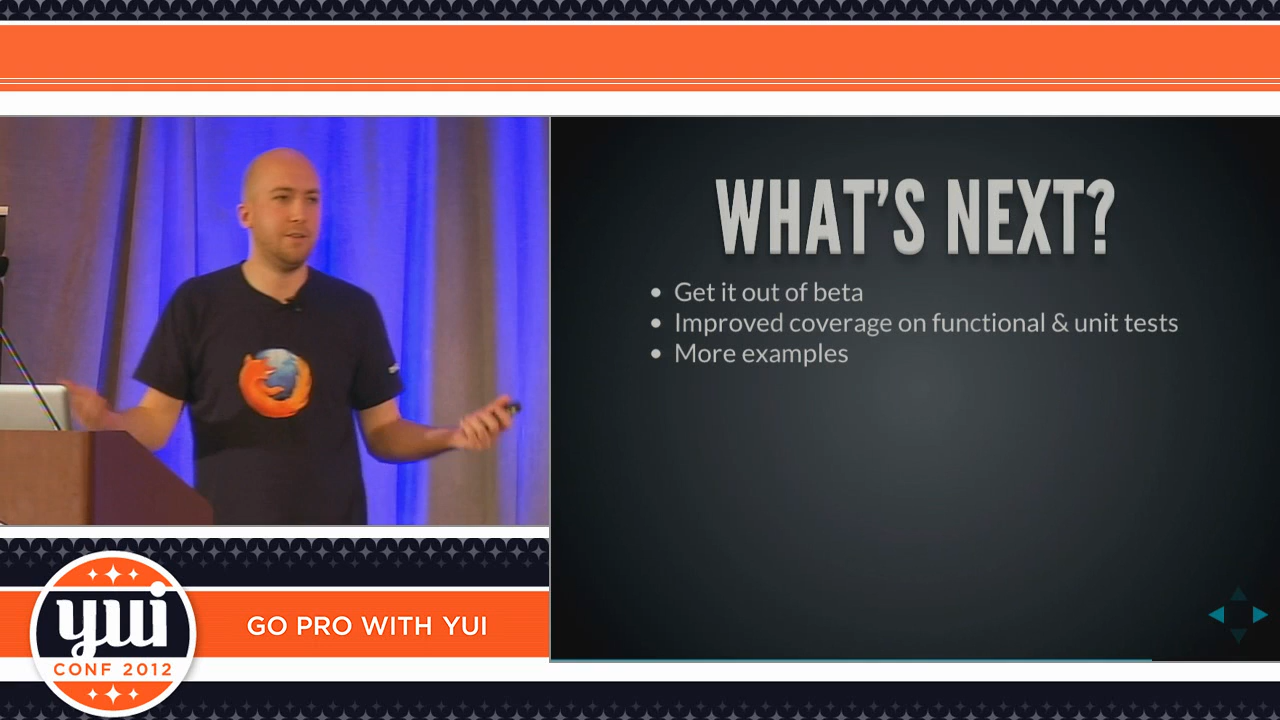 WHAT'S NEXT?
• Get it out of beta
• Improved coverage on functional & unit tests
• More examples
yui
CONF 2012
GO PRO WITH YUI